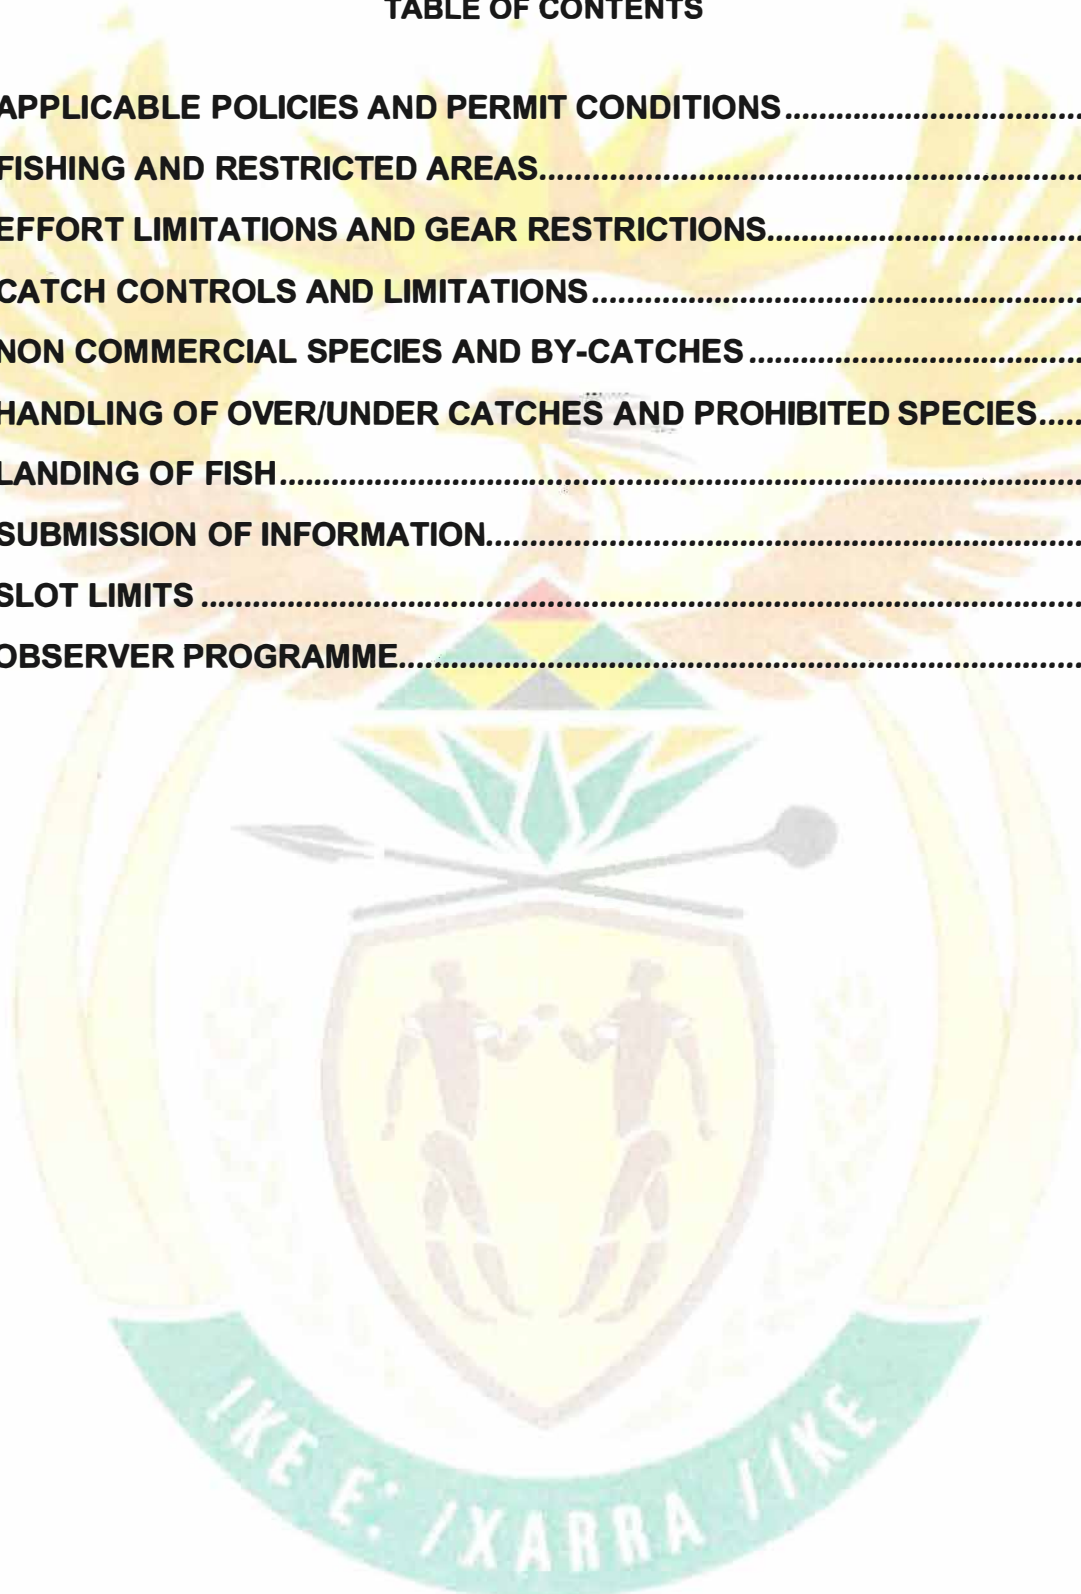 TABLE OF CONTENTS
APPLICABLE POLICIES AND PERMIT CONDITIONS
FISHING AND RESTRICTED AREAS
EFFORT LIMITATIONS AND GEAR RESTRICTIONS
CATCH CONTROLS AND LIMITATIONS
NON COMMERCIAL SPECIES AND BY-CATCHES
HANDLING OF OVER/UNDER CATCHES AND PROHIBITED SPECIES
LANDING OF FISH
SUBMISSION OF INFORMATION
SLOT LIMITS
OBSERVER PROGRAMME
!KE E: /XARRA //KE